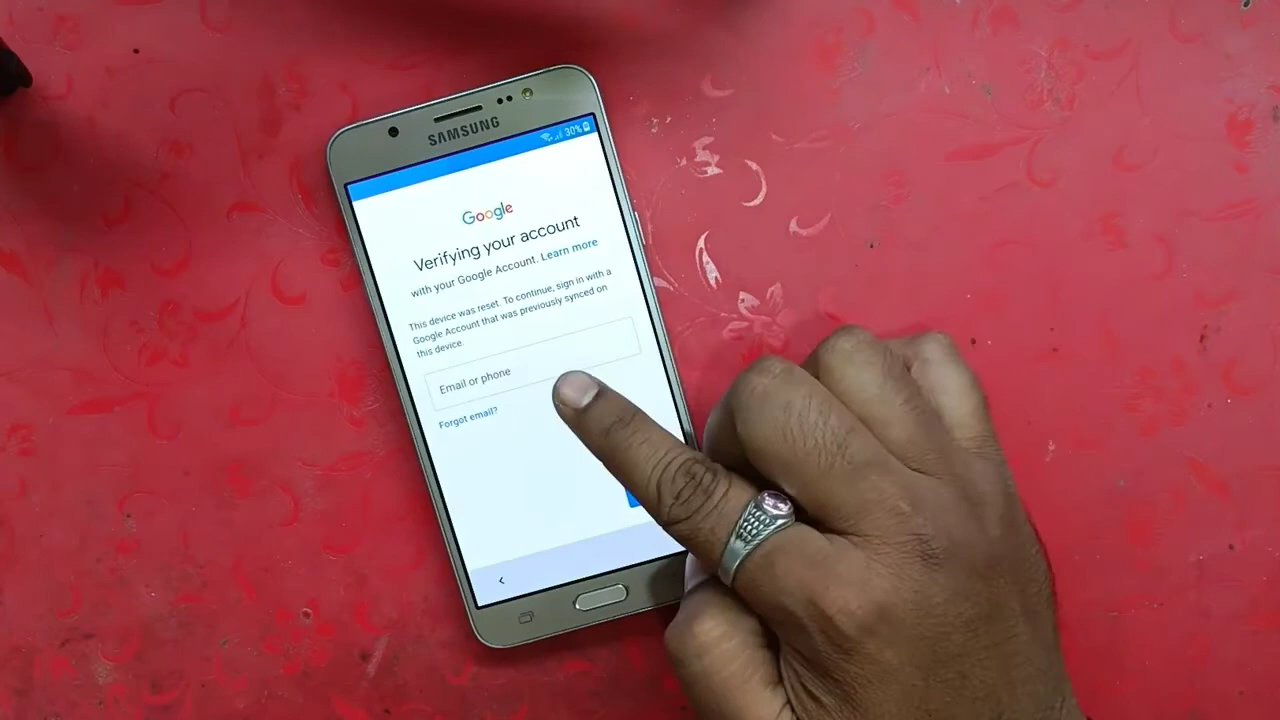 SAMSUNG
30%
Google
Verifying your account
with your Google Account. Learn more
This device was reset. To continue, sign in with a
Google Account that was previously synced on
this device.
Email or phone
Forgot email?